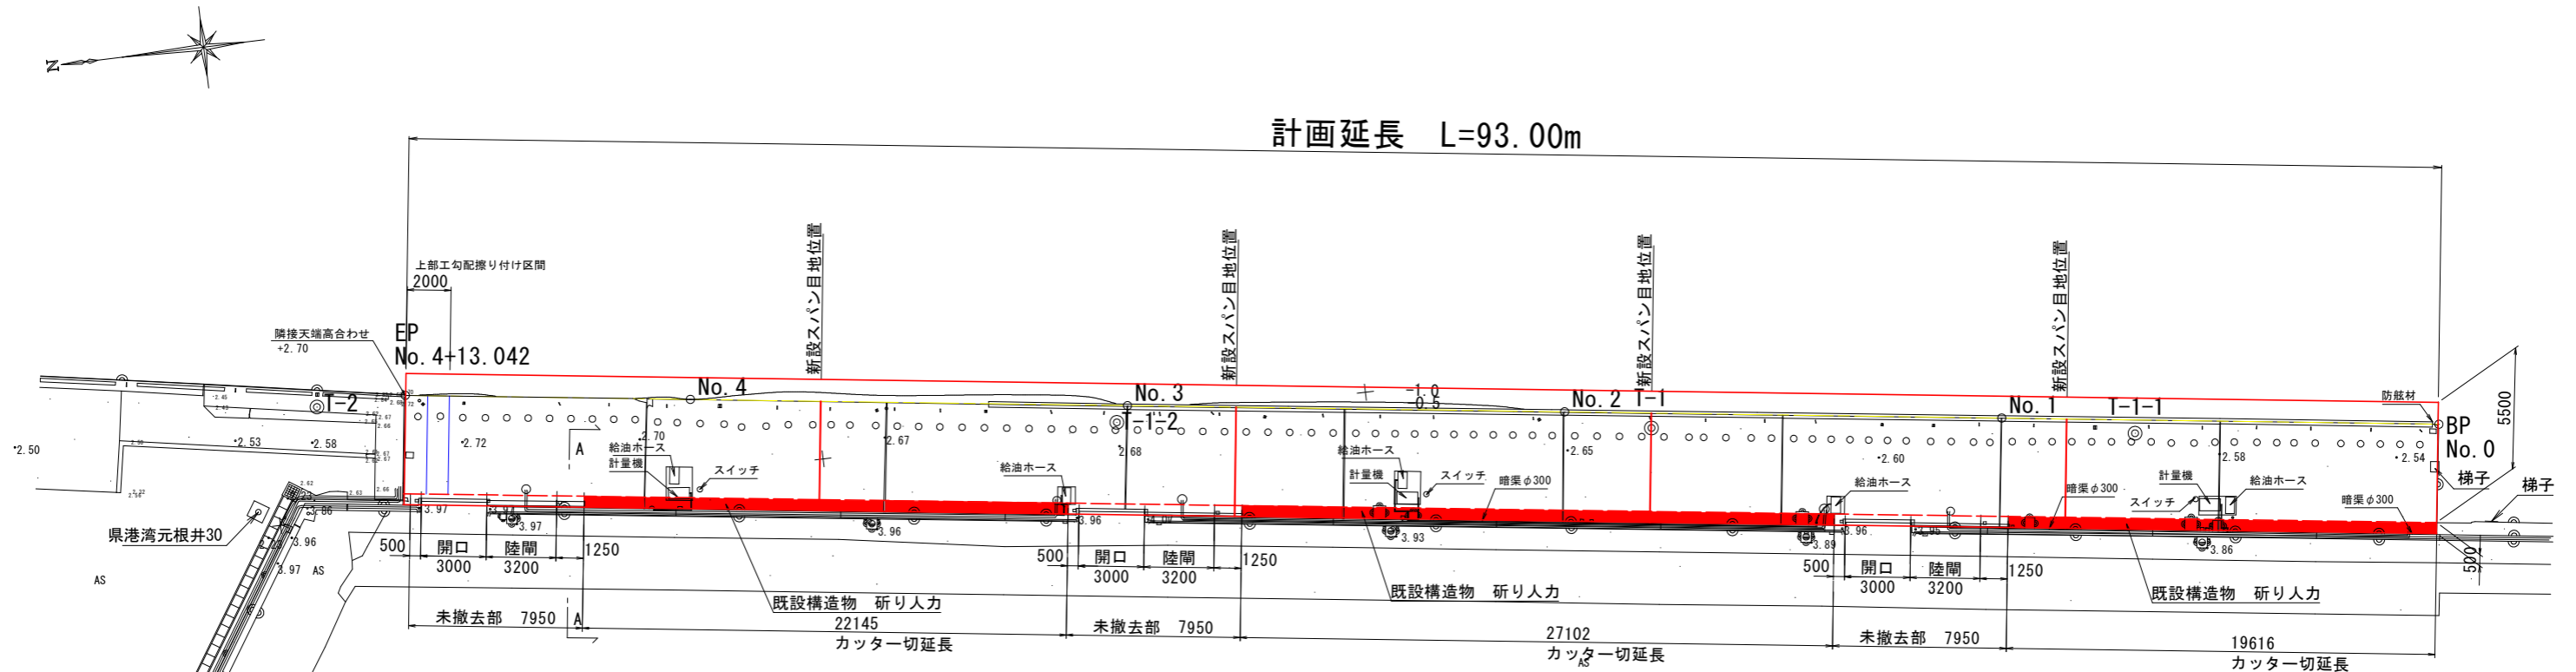 N
計画延長　L=93.00m
新設スパン目地位置
新設スパン目地位置
新設スパン目地位置
新設スパン目地位置
上部工勾配擦り付け区間
2000
隣接天端高合わせ
+2.70
EP
No.4+13.042
No.4
No.3
-1.0
-0.5
No.2
T-1
No.1
T-1-1
防舷材
5500
BP
No.0
T-2
T-1-2
2.45
2.43
2.50
2.53
2.58
2.72
2.70
2.67
2.68
2.65
2.60
2.58
2.54
A
給油ホース
計量機
スイッチ
給油ホース
給油ホース
計量機
スイッチ
暗渠φ300
給油ホース
暗渠φ300
計量機
スイッチ
給油ホース
暗渠φ300
梯子
梯子
県港湾元根井30
3.86
3.96
3.97
AS
AS
3.97
3.97
3.96
3.96
3.93
3.89
3.96
3.95
3.86
500
開口
3000
陸閘
3200
1250
500
開口
3000
陸閘
3200
1250
500
開口
3000
陸閘
3200
1250
500
既設構造物　斫り人力
既設構造物　斫り人力
既設構造物　斫り人力
A
未撤去部　7950
22145
カッター切延長
未撤去部　7950
27102
カッター切延長
AS
未撤去部　7950
19616
カッター切延長